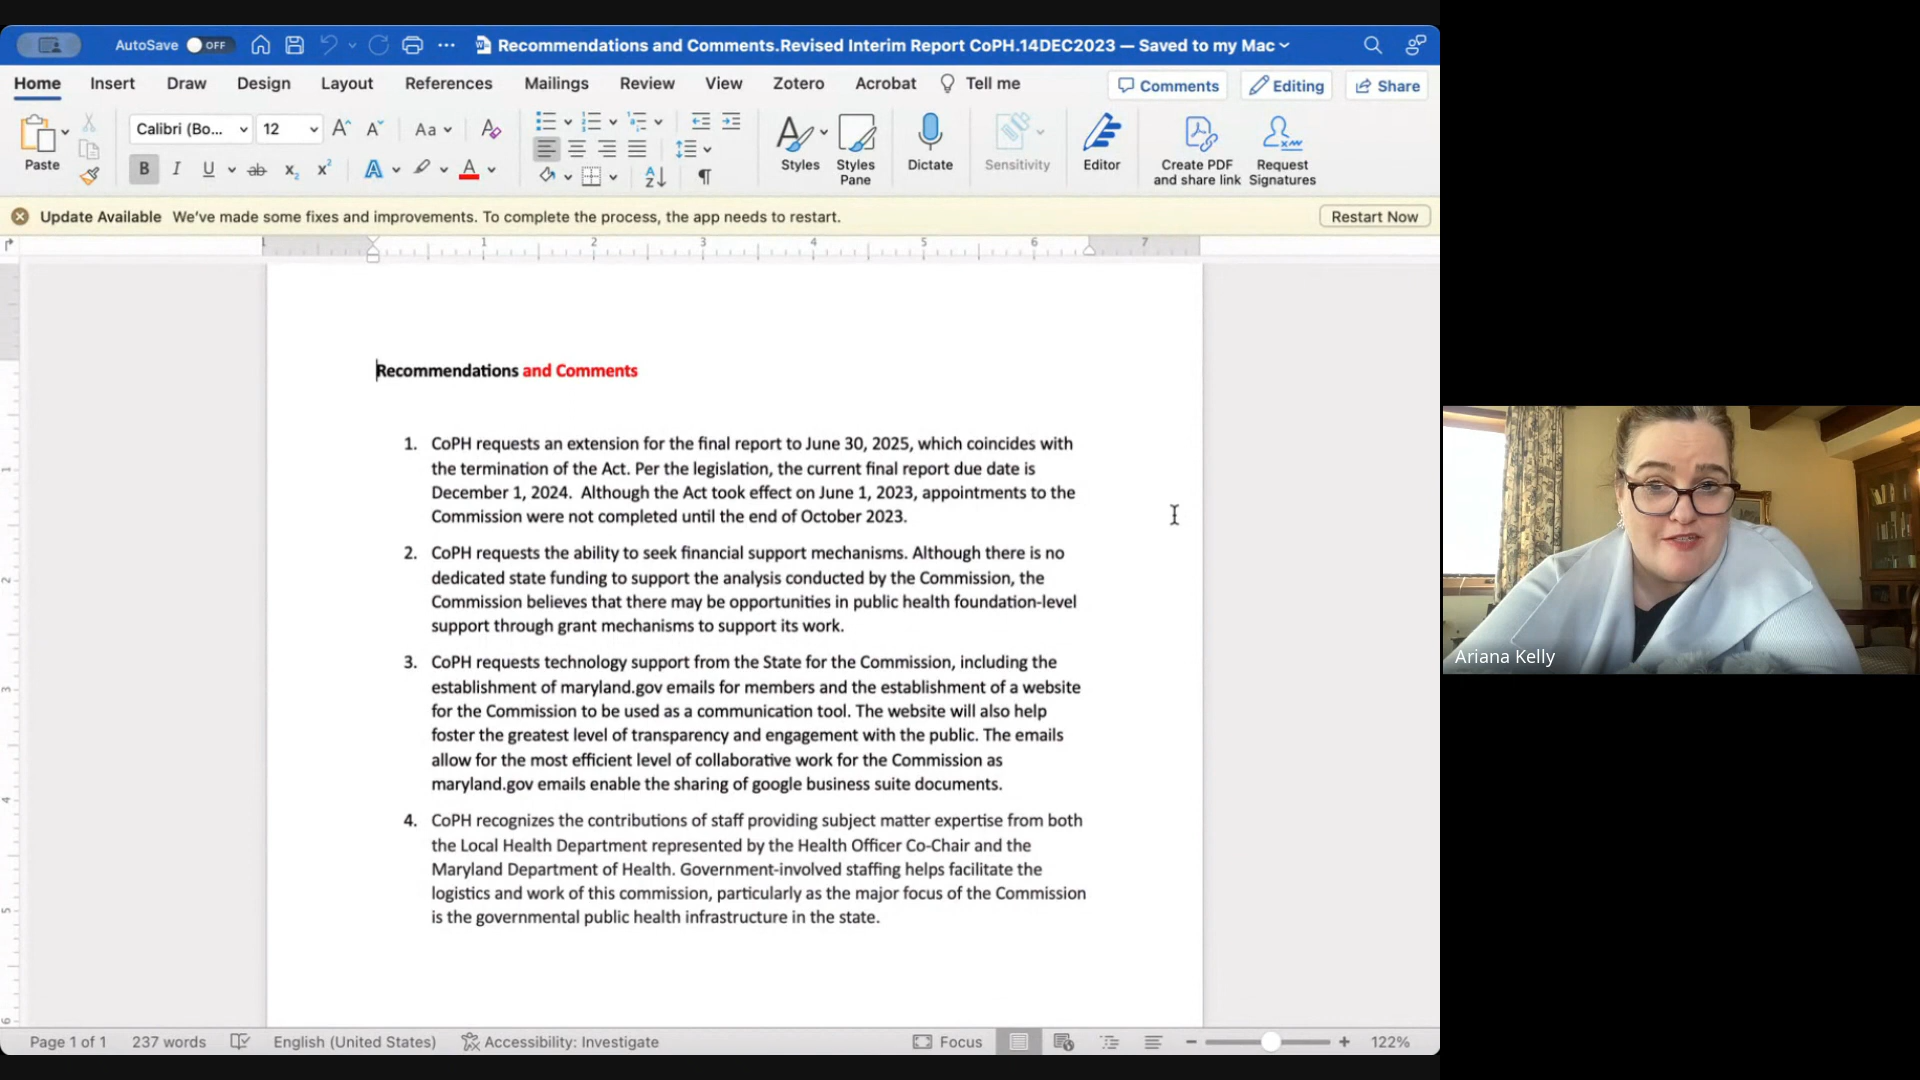 AutoSave OFF
Recommendations and Comments.Revised Interim Report CoPH.14DEC2023 — Saved to my Mac
Home Insert Draw Design Layout References Mailings Review View Zotero Acrobat Tell me Comments Editing Share
Calibri (Bo... 12
Paste
Styles
Styles Pane
Dictate
Sensitivity
Editor
Create PDF and share link
Request Signatures
Update Available We've made some fixes and improvements. To complete the process, the app needs to restart. Restart Now
1 1 2 3 4 5 6 7
Recommendations and Comments
1. CoPH requests an extension for the final report to June 30, 2025, which coincides with
the termination of the Act. Per the legislation, the current final report due date is
December 1, 2024. Although the Act took effect on June 1, 2023, appointments to the
Commission were not completed until the end of October 2023.
2. CoPH requests the ability to seek financial support mechanisms. Although there is no
dedicated state funding to support the analysis conducted by the Commission, the
Commission believes that there may be opportunities in public health foundation-level
support through grant mechanisms to support its work.
3. CoPH requests technology support from the State for the Commission, including the
establishment of maryland.gov emails for members and the establishment of a website
for the Commission to be used as a communication tool. The website will also help
foster the greatest level of transparency and engagement with the public. The emails
allow for the most efficient level of collaborative work for the Commission as
maryland.gov emails enable the sharing of google business suite documents.
4. CoPH recognizes the contributions of staff providing subject matter expertise from both
the Local Health Department represented by the Health Officer Co-Chair and the
Maryland Department of Health. Government-involved staffing helps facilitate the
logistics and work of this commission, particularly as the major focus of the Commission
is the governmental public health infrastructure in the state.
Page 1 of 1 237 words English (United States) Accessibility: Investigate Focus 122%
Ariana Kelly